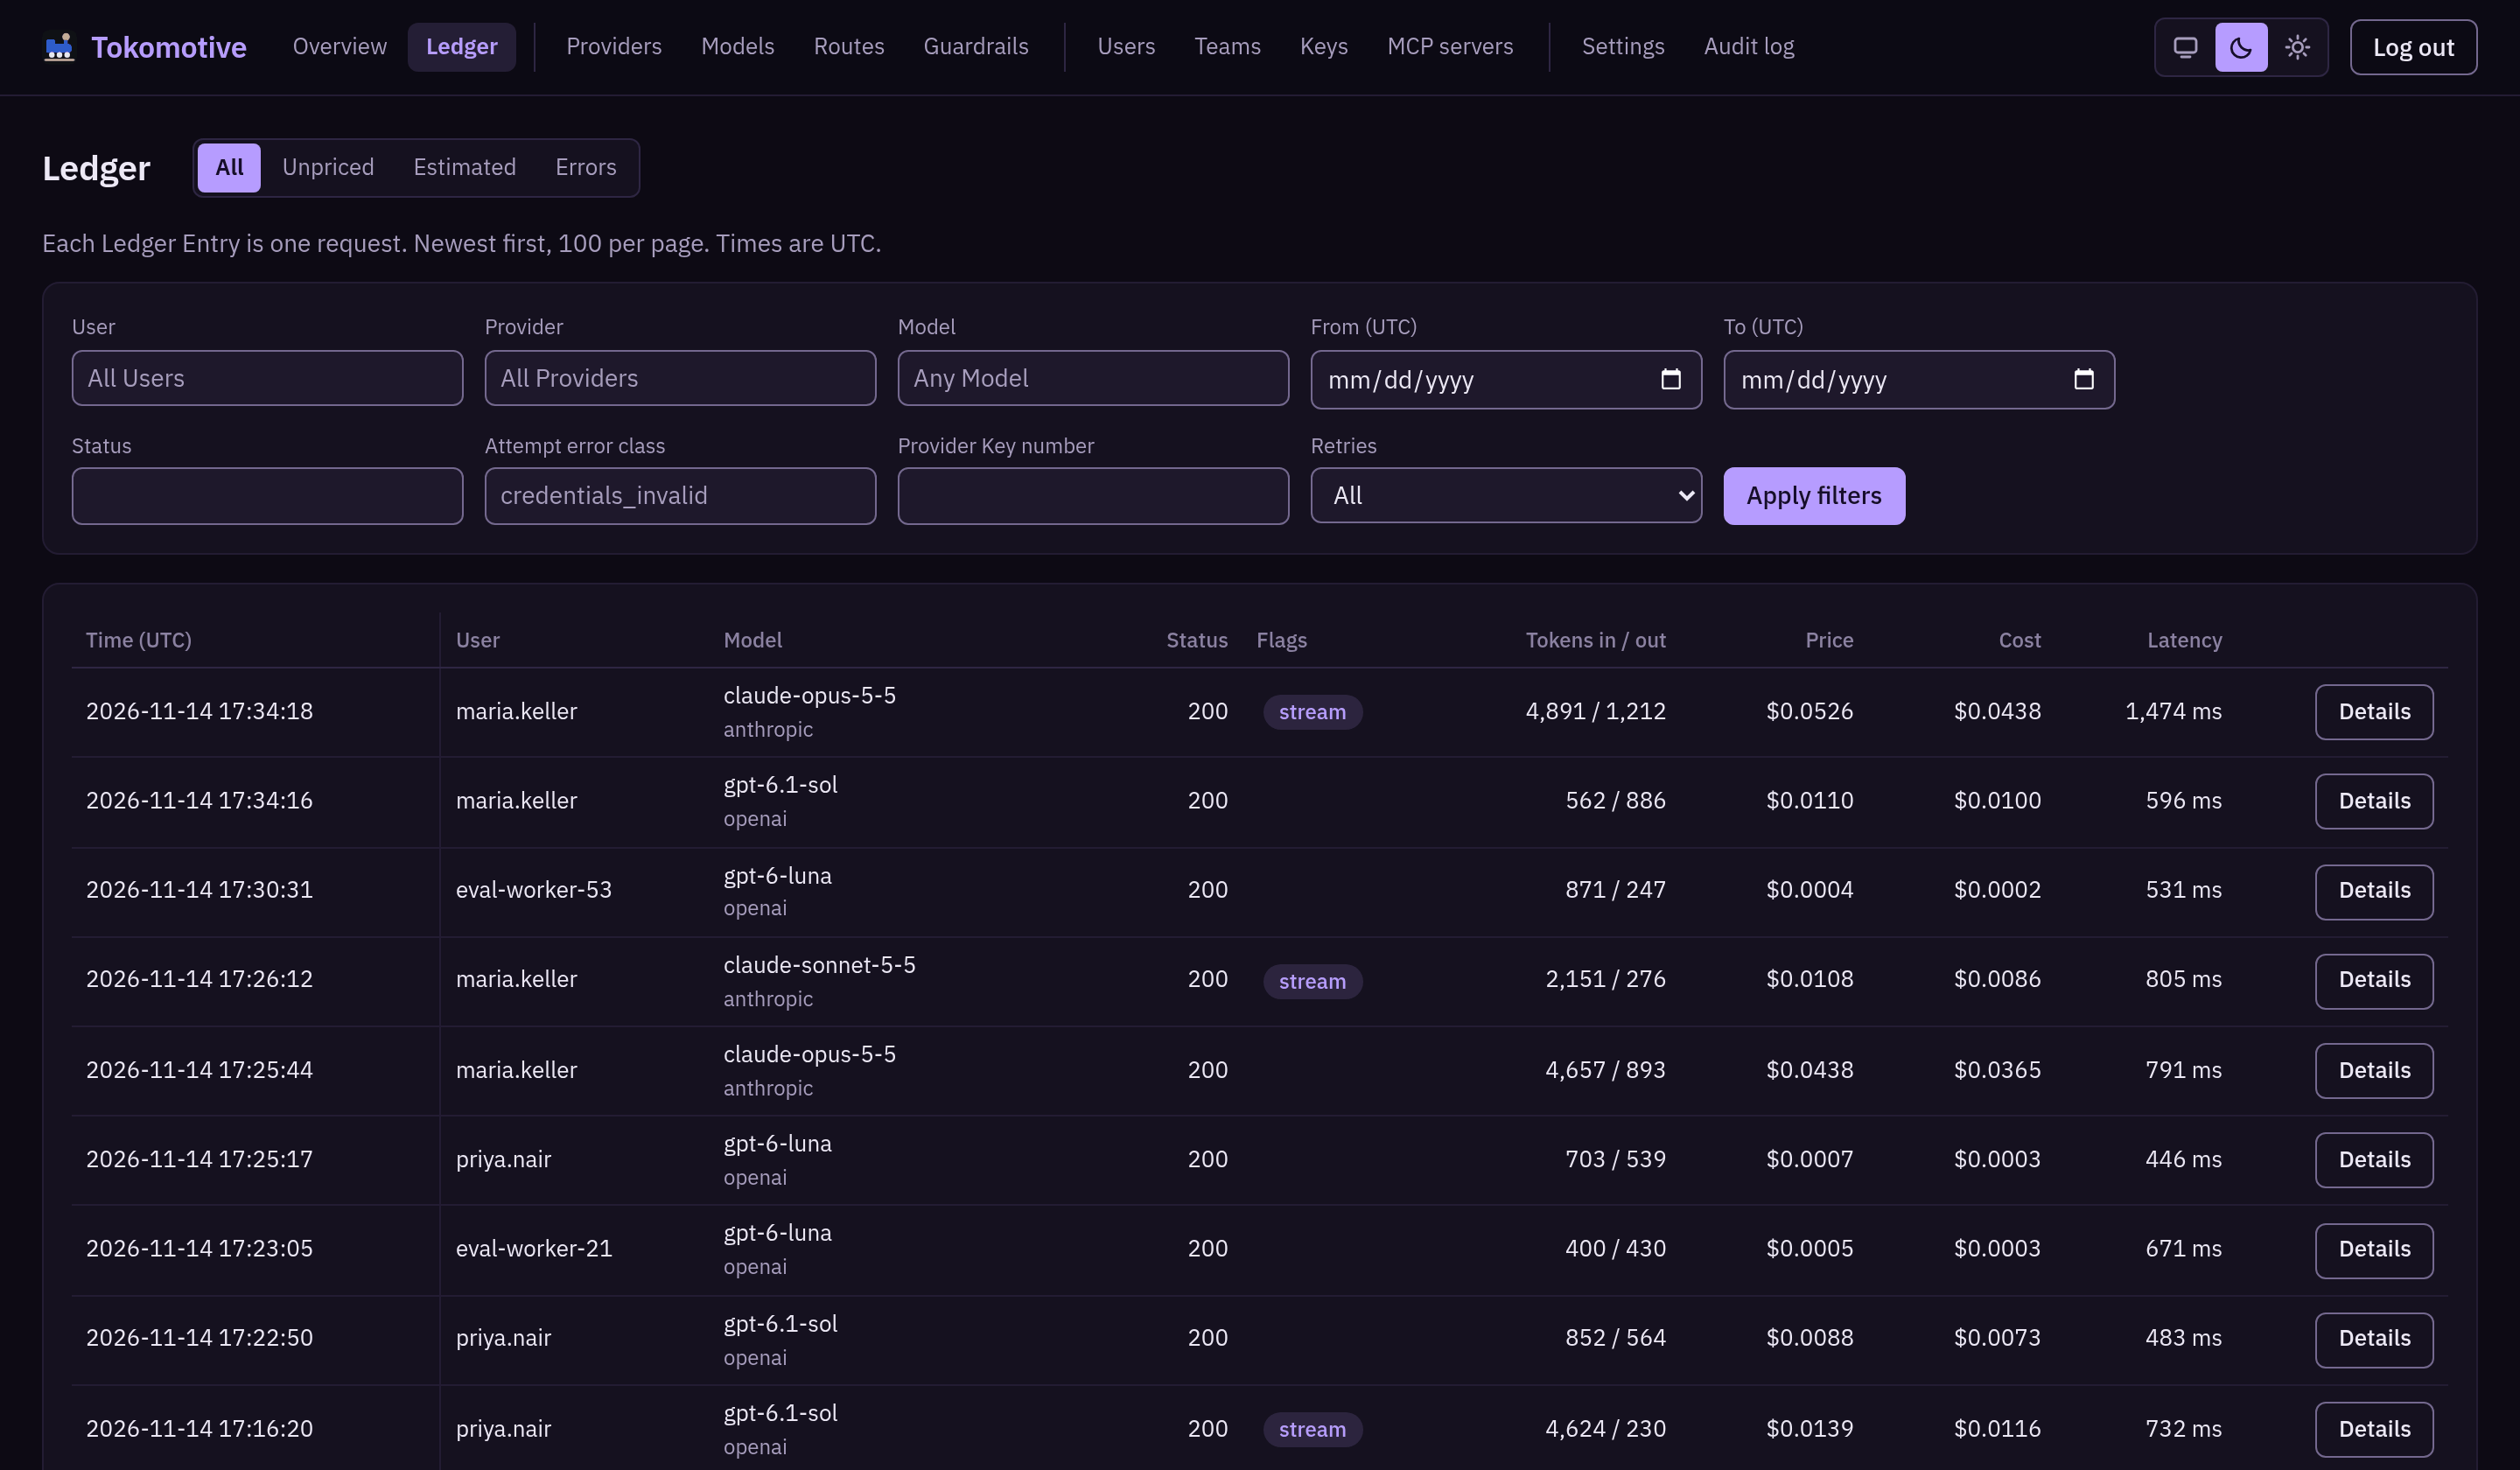 Tokomotive Overview Ledger Providers Models Routes Guardrails Users Teams Keys MCP servers Settings Audit log Log out
Ledger All Unpriced Estimated Errors
Each Ledger Entry is one request. Newest first, 100 per page. Times are UTC.
User Provider Model From (UTC) To (UTC)
All Users All Providers Any Model mm/dd/yyyy mm/dd/yyyy
Status Attempt error class Provider Key number Retries
credentials_invalid All Apply filters
Time (UTC) User Model Status Flags Tokens in / out Price Cost Latency
2026-11-14 17:34:18 maria.keller claude-opus-5-5 200 stream 4,891 / 1,212 $0.0526 $0.0438 1,474 ms Details
anthropic
2026-11-14 17:34:16 maria.keller gpt-6.1-sol 200 562 / 886 $0.0110 $0.0100 596 ms Details
openai
2026-11-14 17:30:31 eval-worker-53 gpt-6-luna 200 871 / 247 $0.0004 $0.0002 531 ms Details
openai
2026-11-14 17:26:12 maria.keller claude-sonnet-5-5 200 stream 2,151 / 276 $0.0108 $0.0086 805 ms Details
anthropic
2026-11-14 17:25:44 maria.keller claude-opus-5-5 200 4,657 / 893 $0.0438 $0.0365 791 ms Details
anthropic
2026-11-14 17:25:17 priya.nair gpt-6-luna 200 703 / 539 $0.0007 $0.0003 446 ms Details
openai
2026-11-14 17:23:05 eval-worker-21 gpt-6-luna 200 400 / 430 $0.0005 $0.0003 671 ms Details
openai
2026-11-14 17:22:50 priya.nair gpt-6.1-sol 200 852 / 564 $0.0088 $0.0073 483 ms Details
openai
2026-11-14 17:16:20 priya.nair gpt-6.1-sol 200 stream 4,624 / 230 $0.0139 $0.0116 732 ms Details
openai